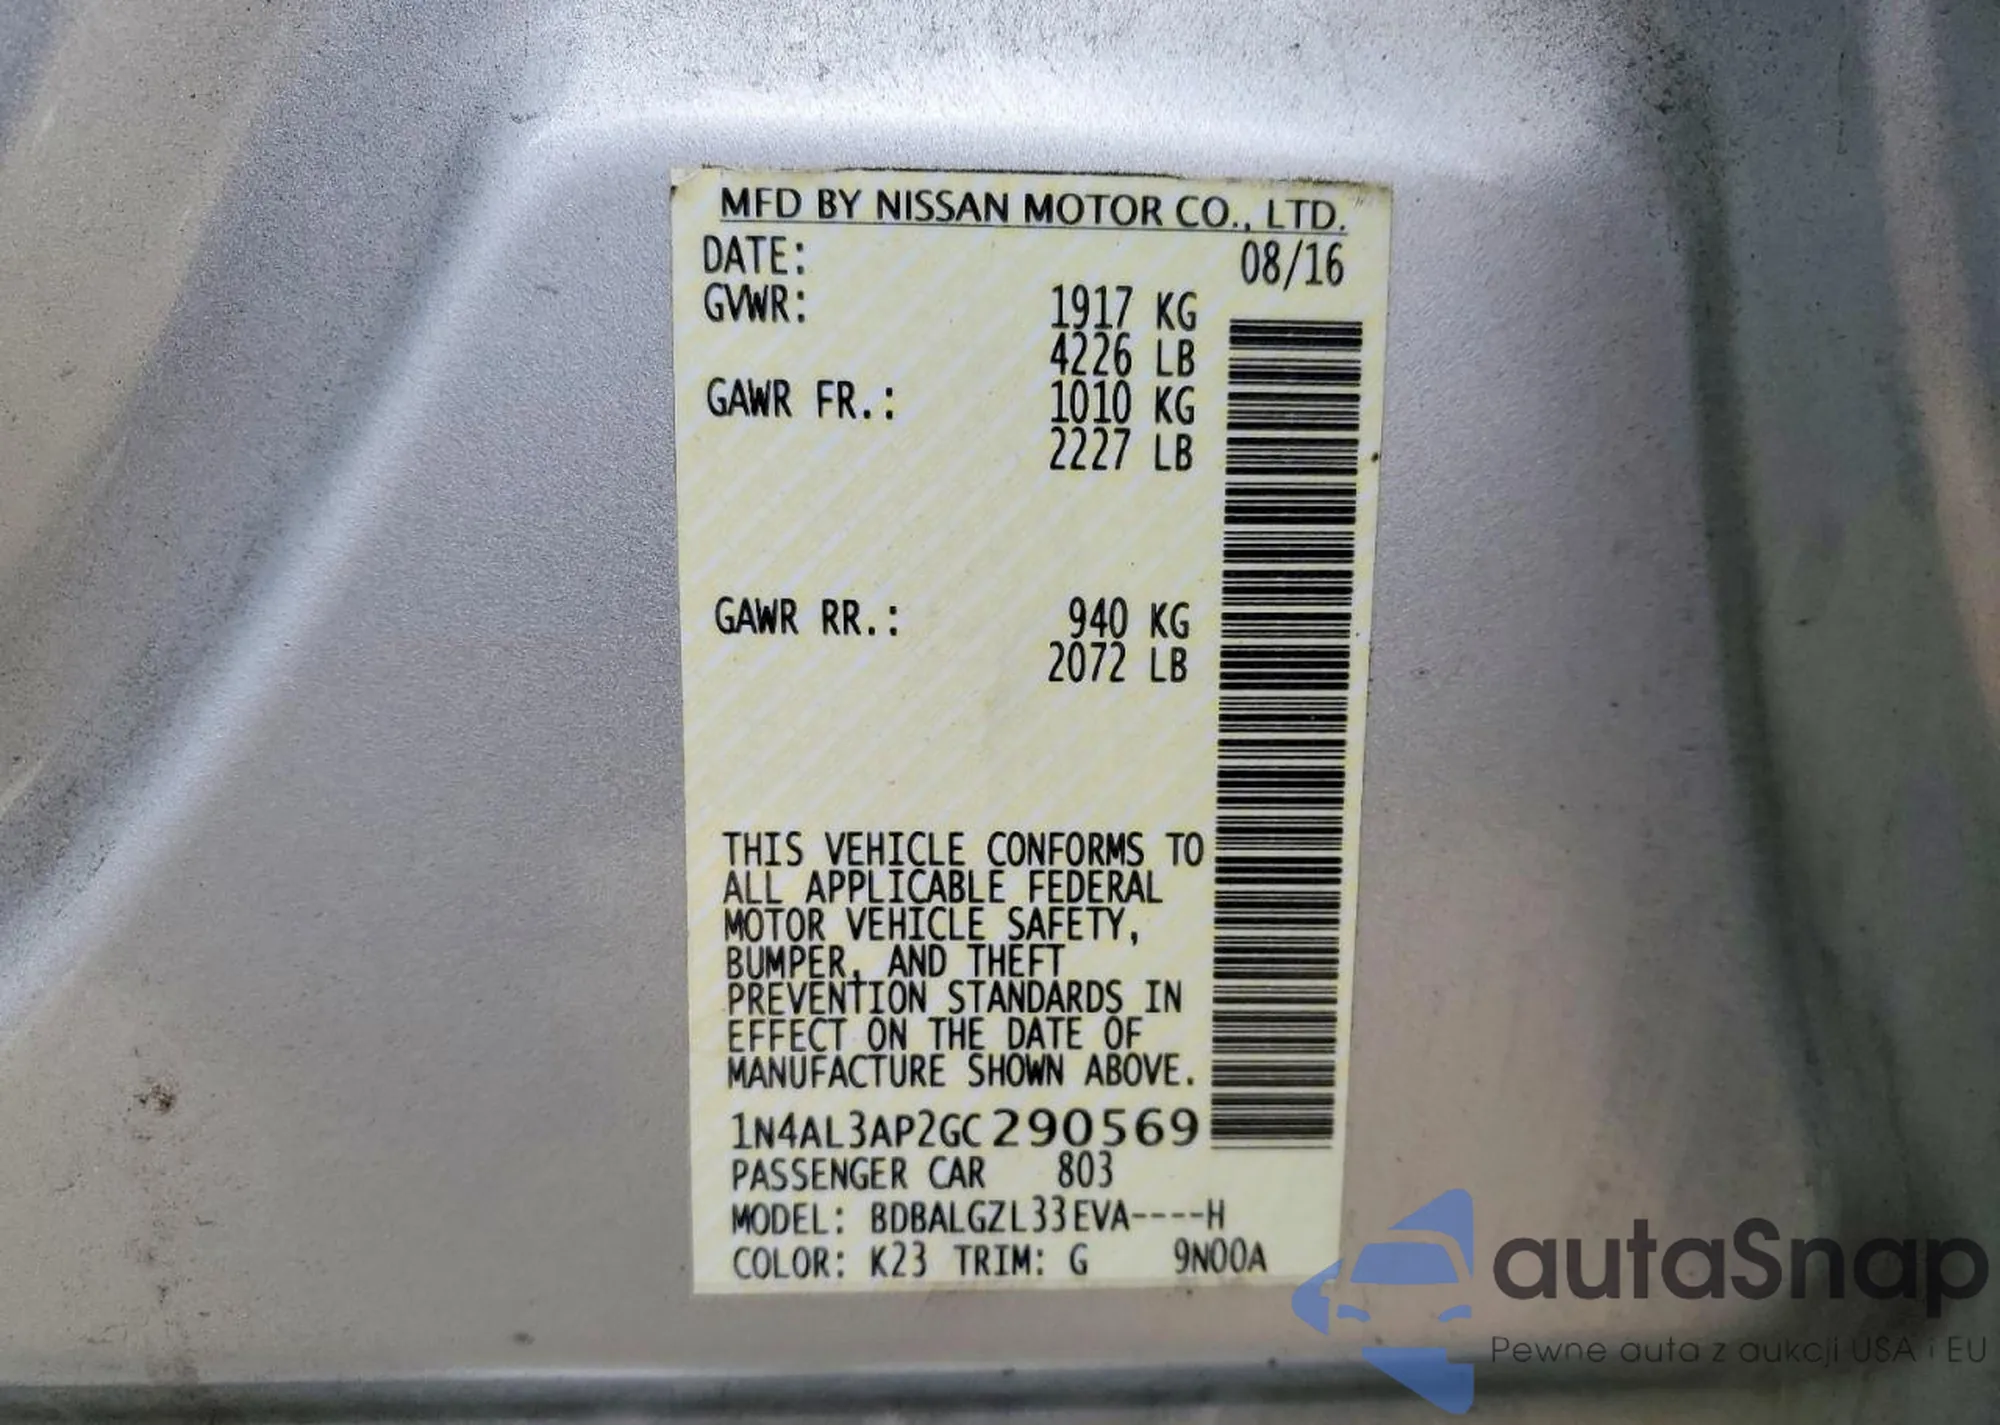 MFD BY NISSAN MOTOR CO., LTD.
DATE: 08/16
GVWR: 1917 KG
4226 LB
GAWR FR.: 1010 KG
2227 LB
GAWR RR.: 940 KG
2072 LB
THIS VEHICLE CONFORMS TO
ALL APPLICABLE FEDERAL
MOTOR VEHICLE SAFETY,
BUMPER, AND THEFT
PREVENTION STANDARDS IN
EFFECT ON THE DATE OF
MANUFACTURE SHOWN ABOVE.
1N4AL3AP2GC290569
PASSENGER CAR 803
MODEL: BDBALGZL33EVA----H
COLOR: K23 TRIM: G 9N00A
autaSnap
Pewne auta z aukcji USA i EU